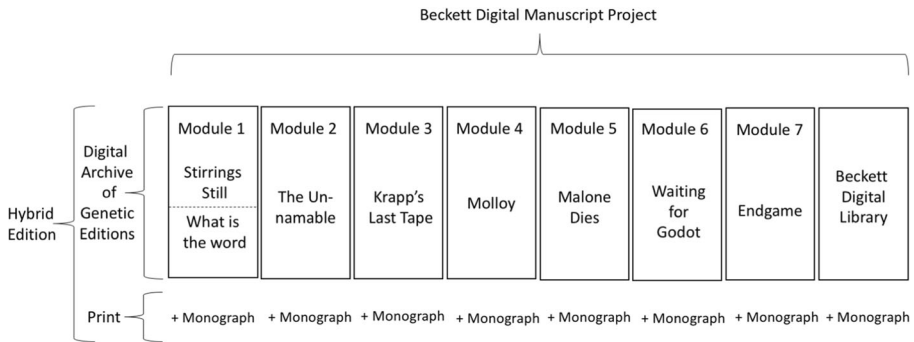 Beckett Digital Manuscript Project
Hybrid
Edition
Digital
Archive
of
Genetic
Editions
Module 1
Stirrings
Still
What is
the word
Module 2
The Un-
namable
Module 3
Krapp's
Last Tape
Module 4
Molloy
Module 5
Malone
Dies
Module 6
Waiting
for
Godot
Module 7
Endgame
Beckett
Digital
Library
Print
+ Monograph
+ Monograph
+ Monograph
+ Monograph
+ Monograph
+ Monograph
+ Monograph
+ Monograph